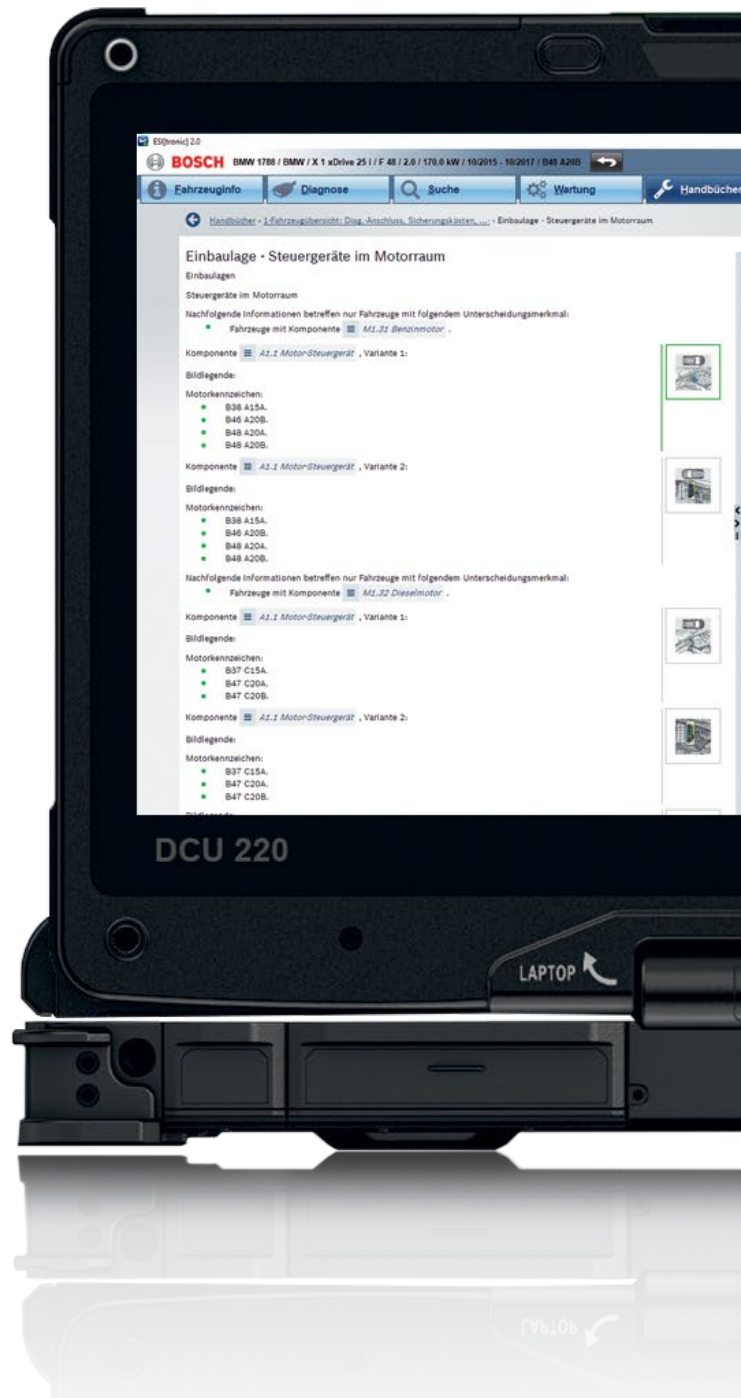 ESI[tronic] 2.0
BOSCH BMW 1788 / BMW / X 1 xDrive 25 i / F 48 / 2.0 / 170.0 kW / 10/2015 - 10/2017 / B48 A20B
Fahrzeuginfo Diagnose Suche Wartung Handbücher
Handbücher › 1-Fahrzeugübersicht: Diag.-Anschluss, Sicherungskästen, ...: › Einbaulage - Steuergeräte im Motorraum
Einbaulage - Steuergeräte im Motorraum
Einbaulagen
Steuergeräte im Motorraum
Nachfolgende Informationen betreffen nur Fahrzeuge mit folgendem Unterscheidungsmerkmal:
Fahrzeuge mit Komponente M1.31 Benzinmotor .
Komponente A1.1 Motor-Steuergerät , Variante 1:
Bildlegende:
Motorkennzeichen:
B38 A15A.
B46 A20B.
B48 A20A.
B48 A20B.
Komponente A1.1 Motor-Steuergerät , Variante 2:
Bildlegende:
Motorkennzeichen:
B38 A15A.
B46 A20B.
B48 A20A.
B48 A20B.
Nachfolgende Informationen betreffen nur Fahrzeuge mit folgendem Unterscheidungsmerkmal:
Fahrzeuge mit Komponente M1.32 Dieselmotor .
Komponente A1.1 Motor-Steuergerät , Variante 1:
Bildlegende:
Motorkennzeichen:
B37 C15A.
B47 C20A.
B47 C20B.
Komponente A1.1 Motor-Steuergerät , Variante 2:
Bildlegende:
Motorkennzeichen:
B37 C15A.
B47 C20A.
B47 C20B.
DCU 220
LAPTOP